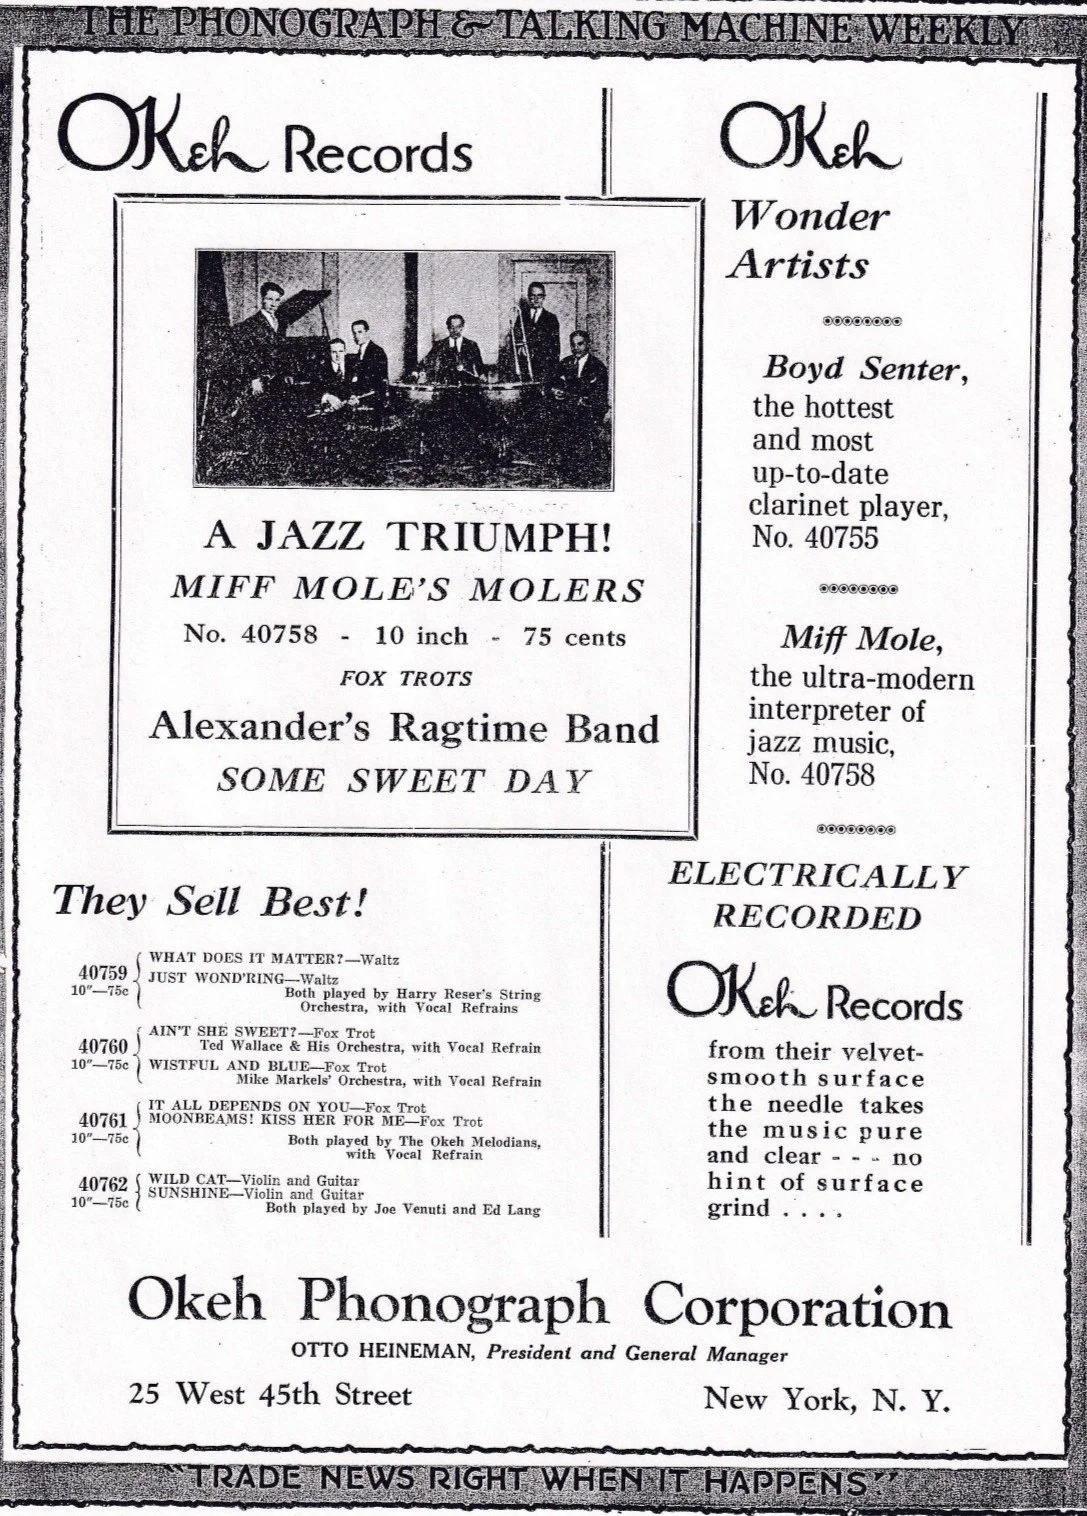 THE PHONOGRAPH & TALKING MACHINE WEEKLY
OKeh Records
A JAZZ TRIUMPH!
MIFF MOLE'S MOLERS
No. 40758 - 10 inch - 75 cents
FOX TROTS
Alexander's Ragtime Band
SOME SWEET DAY
They Sell Best!
40759
10"—75c
WHAT DOES IT MATTER?—Waltz
JUST WOND'RING—Waltz
Both played by Harry Reser's String
Orchestra, with Vocal Refrains
40760
10"—75c
AIN'T SHE SWEET?—Fox Trot
Ted Wallace & His Orchestra, with Vocal Refrain
WISTFUL AND BLUE—Fox Trot
Mike Markels' Orchestra, with Vocal Refrain
40761
10"—75c
IT ALL DEPENDS ON YOU—Fox Trot
MOONBEAMS! KISS HER FOR ME—Fox Trot
Both played by The Okeh Melodians,
with Vocal Refrain
40762
10"—75c
WILD CAT—Violin and Guitar
SUNSHINE—Violin and Guitar
Both played by Joe Venuti and Ed Lang
OKeh
Wonder
Artists
Boyd Senter,
the hottest
and most
up-to-date
clarinet player,
No. 40755
Miff Mole,
the ultra-modern
interpreter of
jazz music,
No. 40758
ELECTRICALLY
RECORDED
OKeh Records
from their velvet-
smooth surface
the needle takes
the music pure
and clear - - - no
hint of surface
grind . . . .
Okeh Phonograph Corporation
OTTO HEINEMAN, President and General Manager
25 West 45th Street
New York, N. Y.
"TRADE NEWS RIGHT WHEN IT HAPPENS"